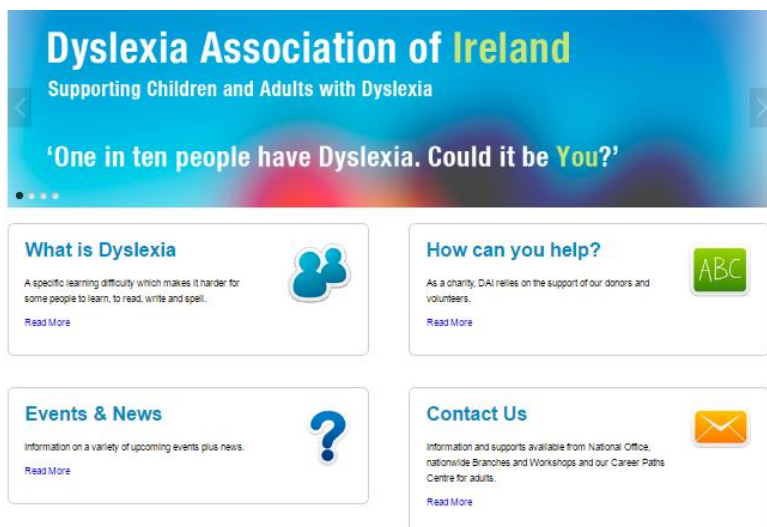 Dyslexia Association of Ireland
Supporting Children and Adults with Dyslexia
‘One in ten people have Dyslexia. Could it be You?’
What is Dyslexia
A specific learning difficulty which makes it harder for
some people to learn, to read, write and spell.
Read More
How can you help?
As a charity, DAI relies on the support of our donors and
volunteers.
Read More
ABC
Events & News
Information on a variety of upcoming events plus news.
Read More
Contact Us
Information and supports available from National Office,
nationwide Branches and Workshops and our Career Paths
Centre for adults.
Read More